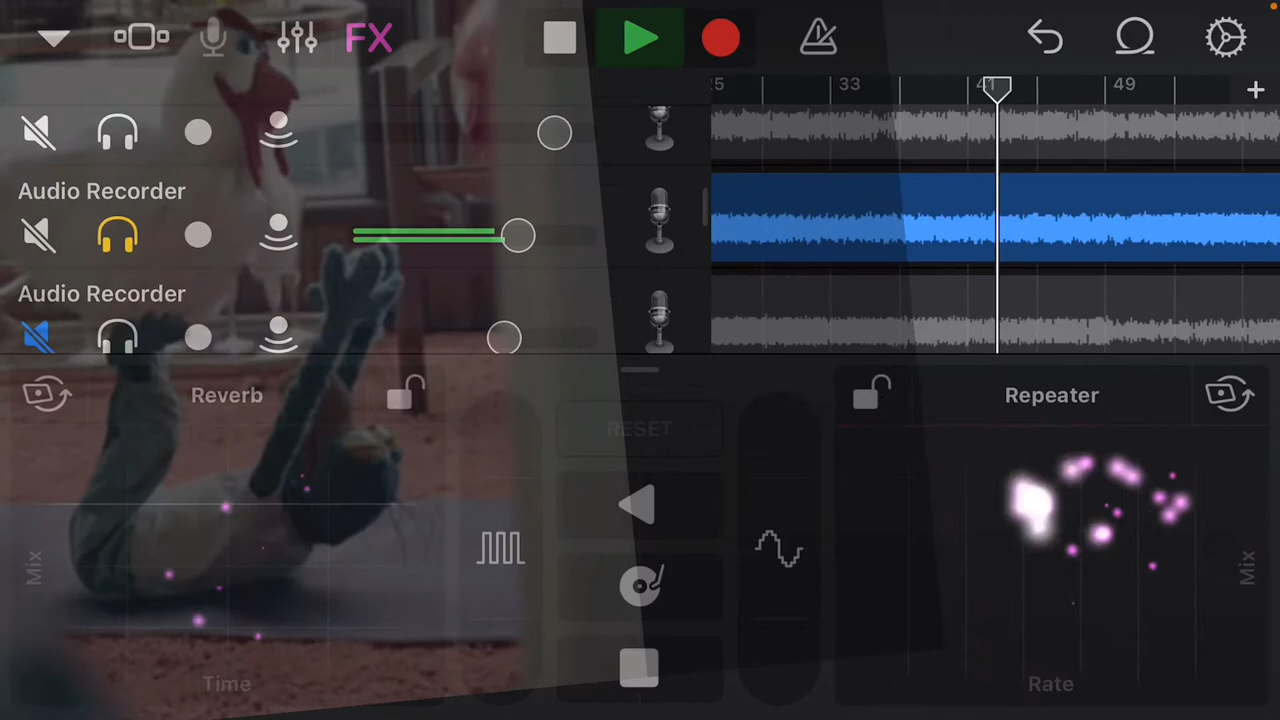 FX
25 33 41 49
Audio Recorder
Audio Recorder
Reverb
RESET
Repeater
Mix
Mix
Time
Rate